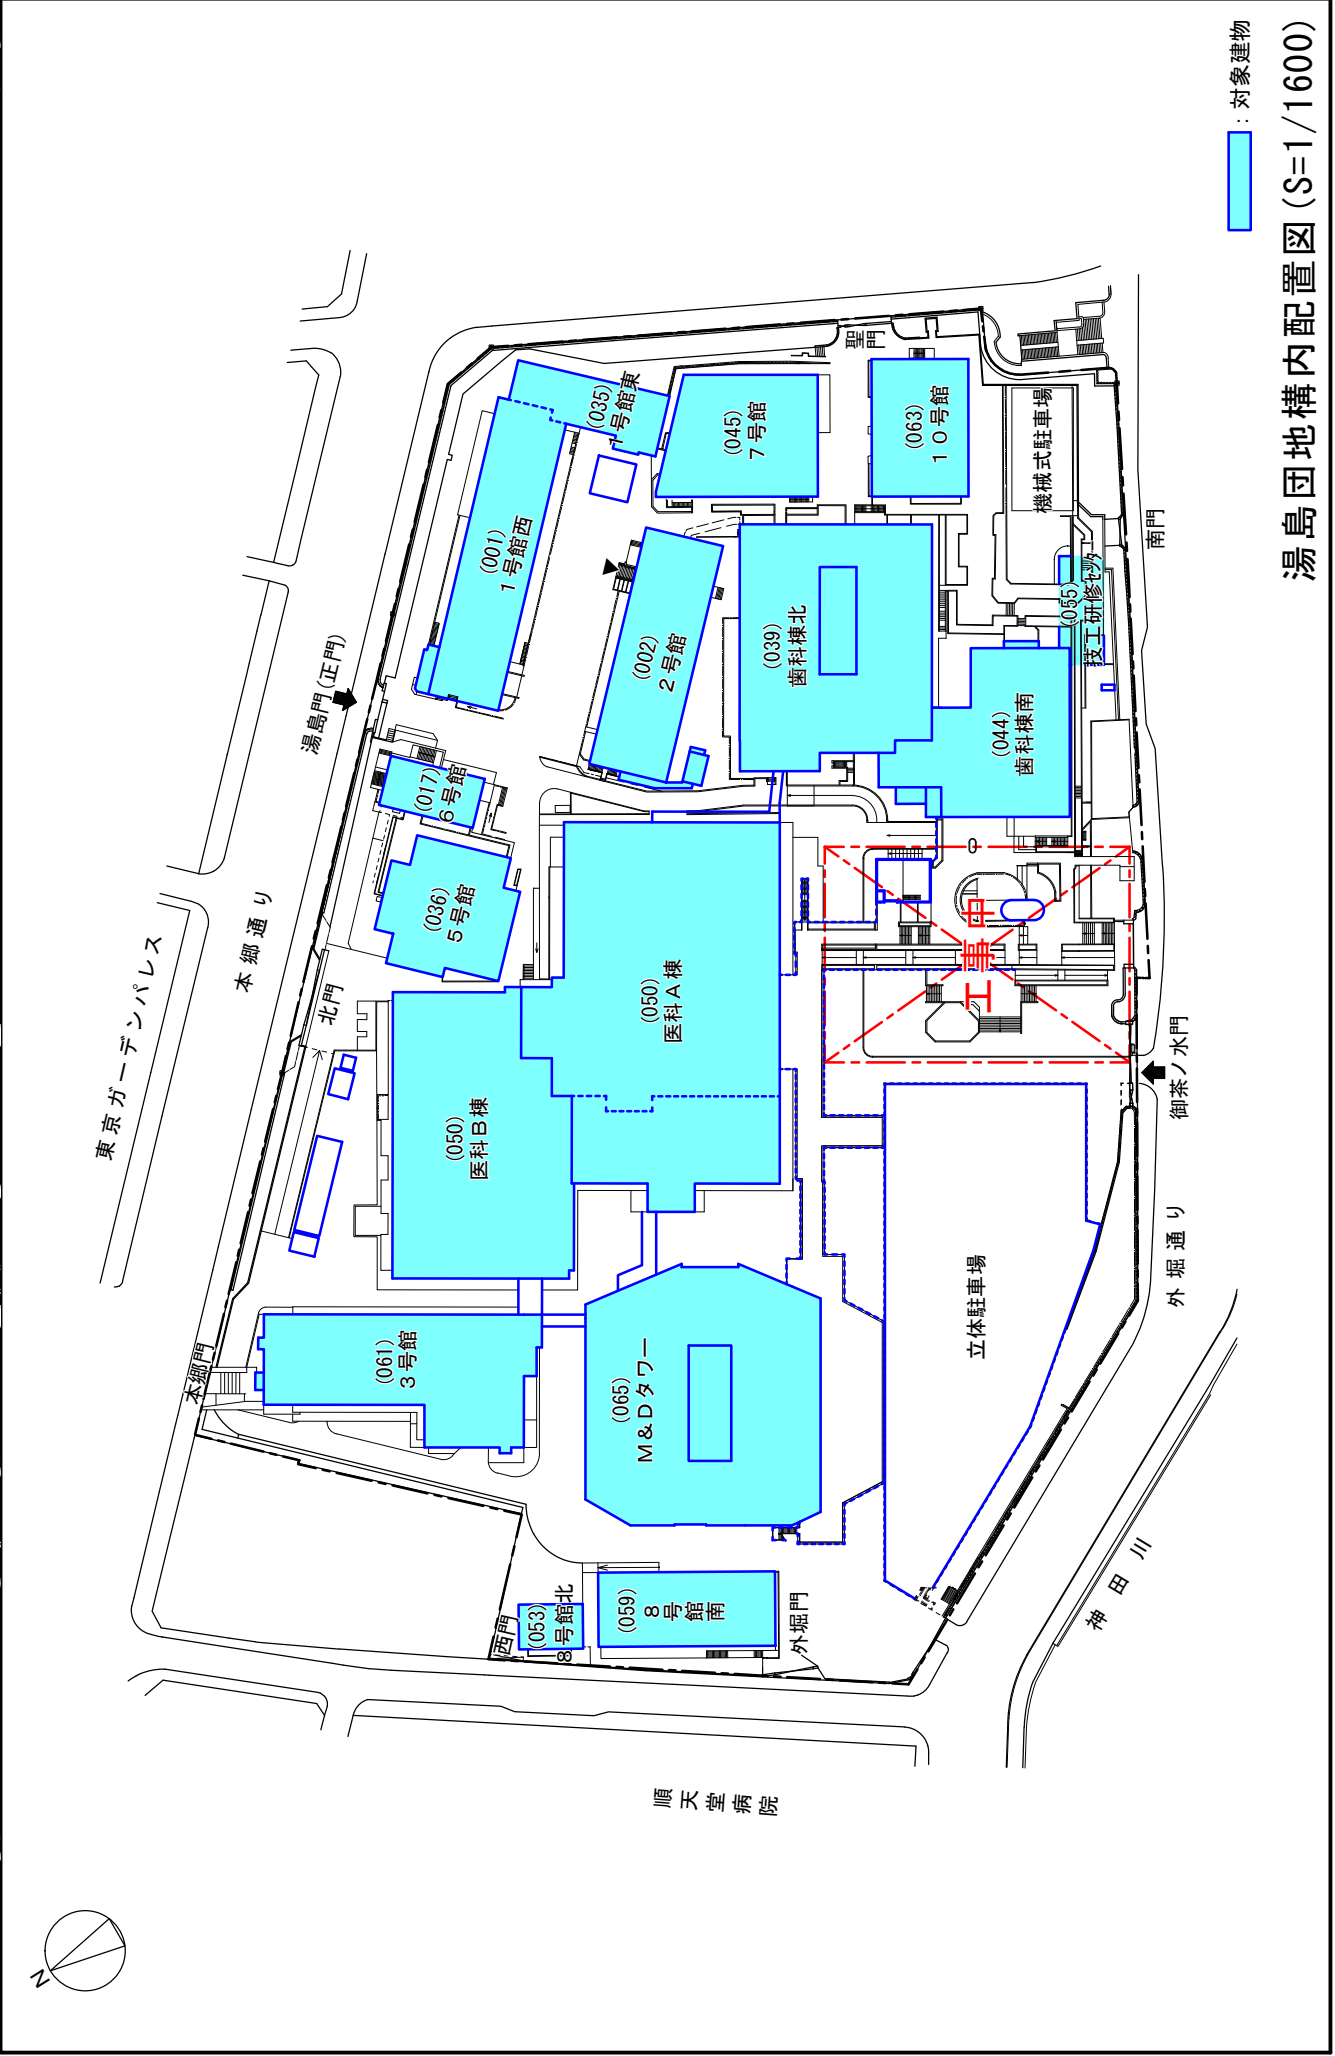 湯島団地構内配置図(S=1/1600)
：対象建物
N
東京ガーデンパレス
本郷通り
湯島門(正門)
北門
本郷門
西門
外堀門
聖門
南門
御茶ノ水門
外堀通り
神田川
順
天
堂
病
院
(035)
1号館東
(001)
1号館西
(045)
7号館
(063)
10号館
機械式駐車場
(002)
2号館
(039)
歯科棟北
(055)
技工研修センター
(044)
歯科棟南
(017)
6号館
(036)
5号館
(050)
医科A棟
(050)
医科B棟
工事中
(061)
3号館
(065)
M&Dタワー
立体駐車場
(053)
8号館北
(059)
8号
館
南